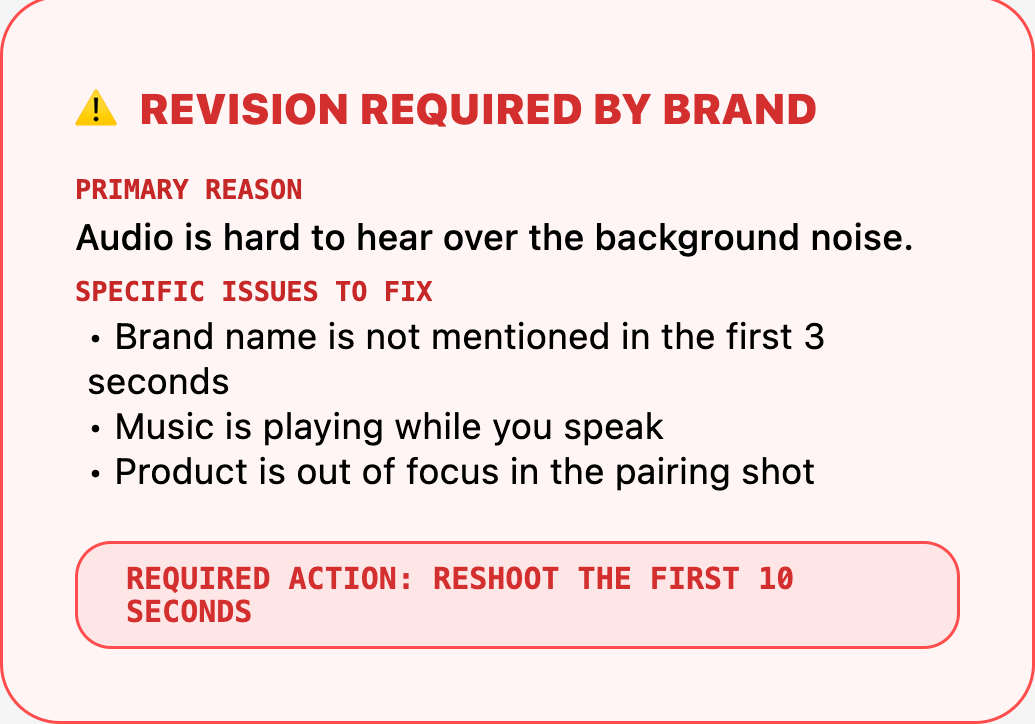 ⚠️ REVISION REQUIRED BY BRAND
PRIMARY REASON
Audio is hard to hear over the background noise.
SPECIFIC ISSUES TO FIX
• Brand name is not mentioned in the first 3
seconds
• Music is playing while you speak
• Product is out of focus in the pairing shot
REQUIRED ACTION: RESHOOT THE FIRST 10
SECONDS